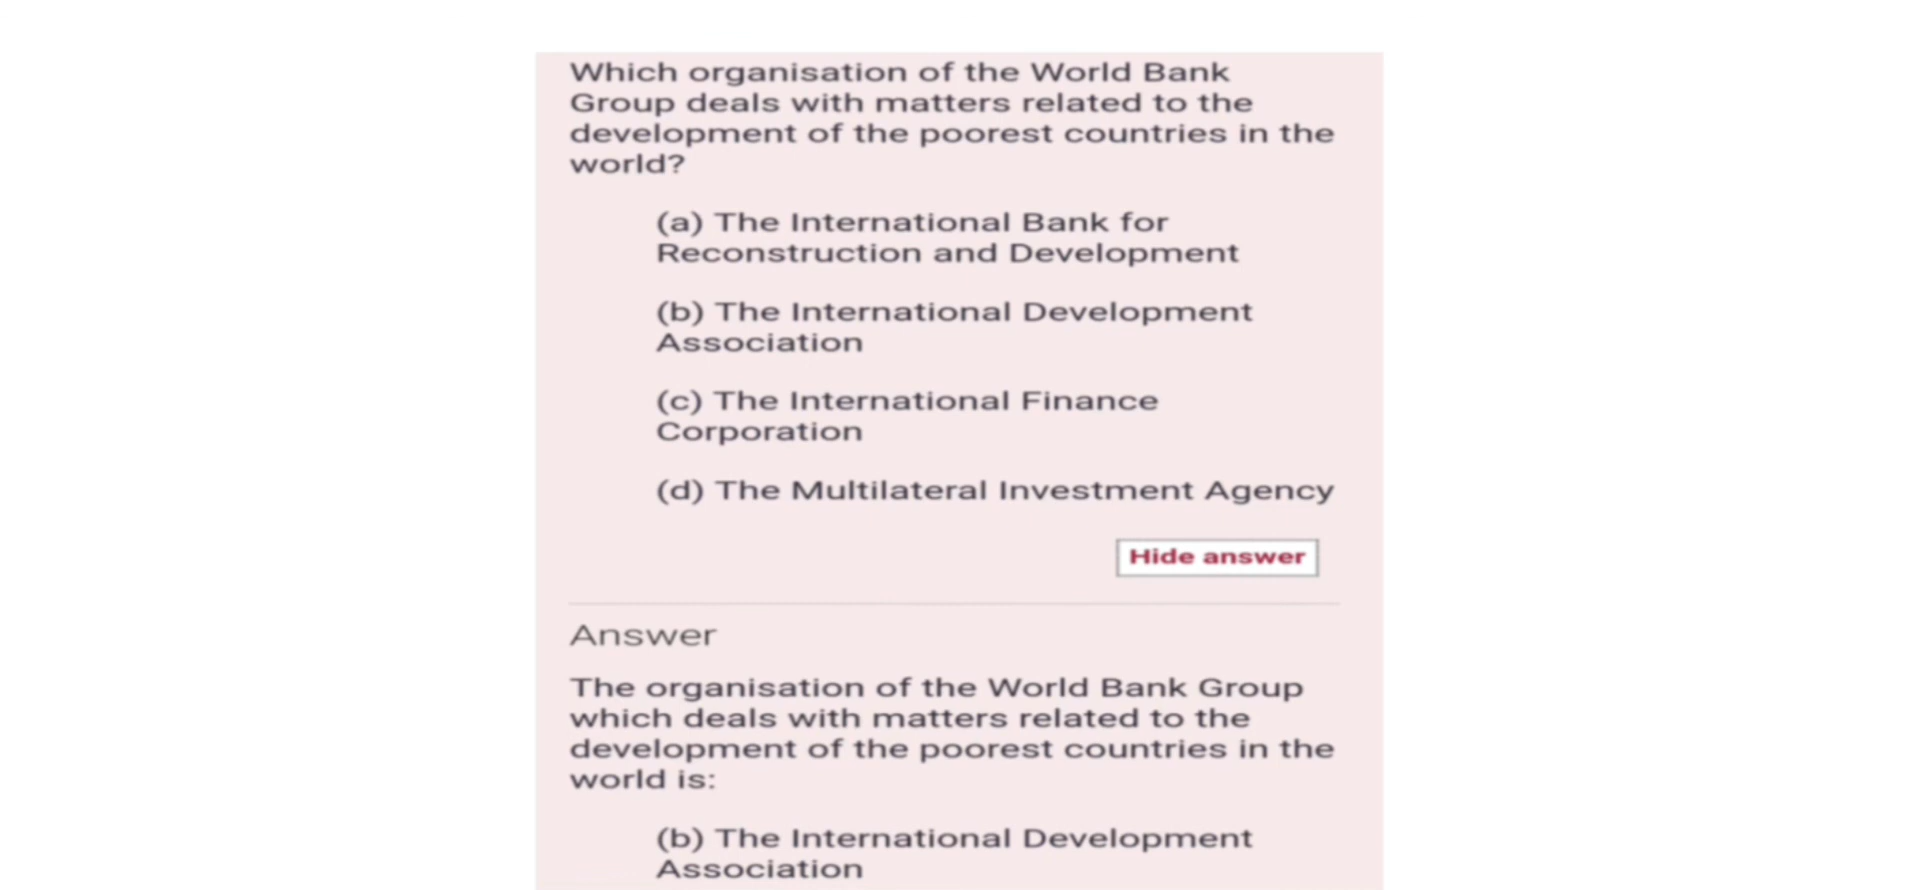 Which organisation of the World Bank
Group deals with matters related to the
development of the poorest countries in the
world?
(a) The International Bank for
Reconstruction and Development
(b) The International Development
Association
(c) The International Finance
Corporation
(d) The Multilateral Investment Agency
Hide answer
Answer
The organisation of the World Bank Group
which deals with matters related to the
development of the poorest countries in the
world is:
(b) The International Development
Association